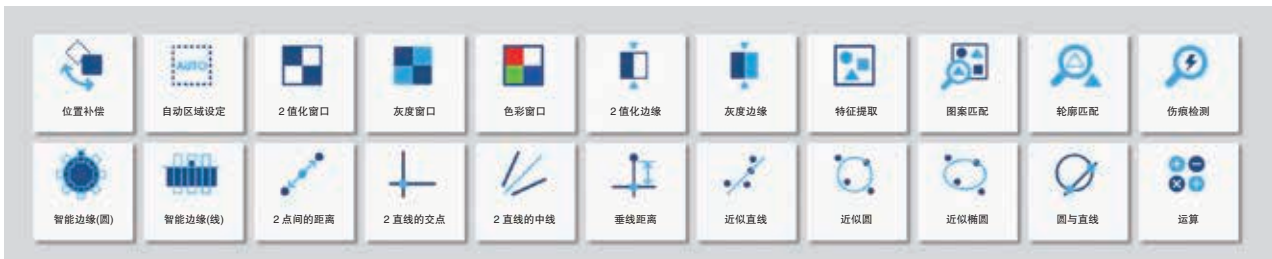 AUTO
位置补偿
自动区域设定
2值化窗口
灰度窗口
色彩窗口
2值化边缘
灰度边缘
特征提取
图案匹配
轮廓匹配
伤痕检测
智能边缘(圆)
智能边缘(线)
2点间的距离
2直线的交点
2直线的中线
垂线距离
近似直线
近似圆
近似椭圆
圆与直线
运算